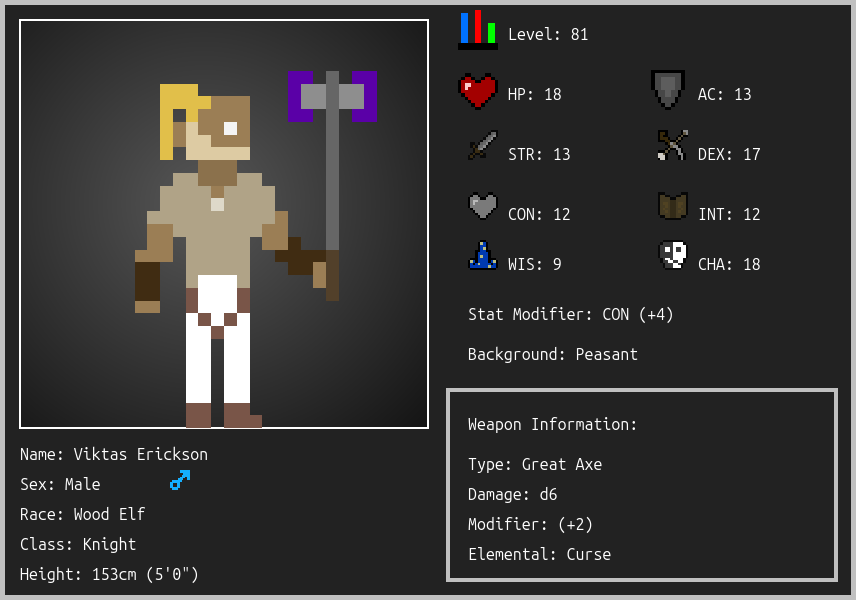 Level: 81
HP: 18
AC: 13
STR: 13
DEX: 17
CON: 12
INT: 12
WIS: 9
CHA: 18
Stat Modifier: CON (+4)
Background: Peasant
Weapon Information:
Type: Great Axe
Damage: d6
Modifier: (+2)
Elemental: Curse
Name: Viktas Erickson
Sex: Male
Race: Wood Elf
Class: Knight
Height: 153cm (5'0")